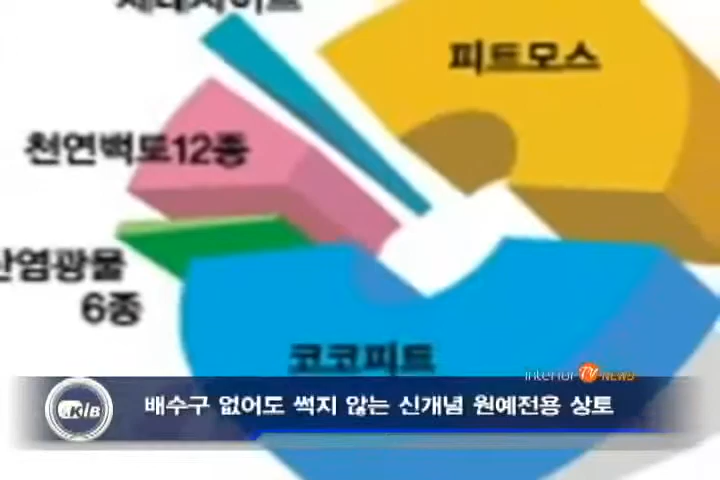 피트모스
천연백토12종
산염광물
6종
코코피트
interior TV NEWS
KIB
배수구 없어도 썩지 않는 신개념 원예전용 상토